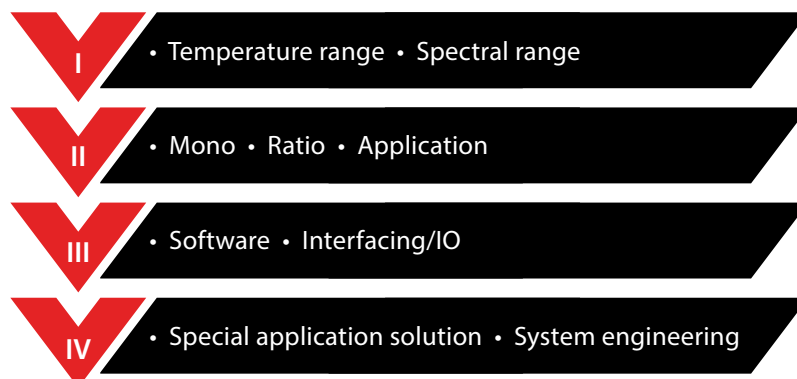 I
• Temperature range • Spectral range
II
• Mono • Ratio • Application
III
• Software • Interfacing/IO
IV
• Special application solution • System engineering